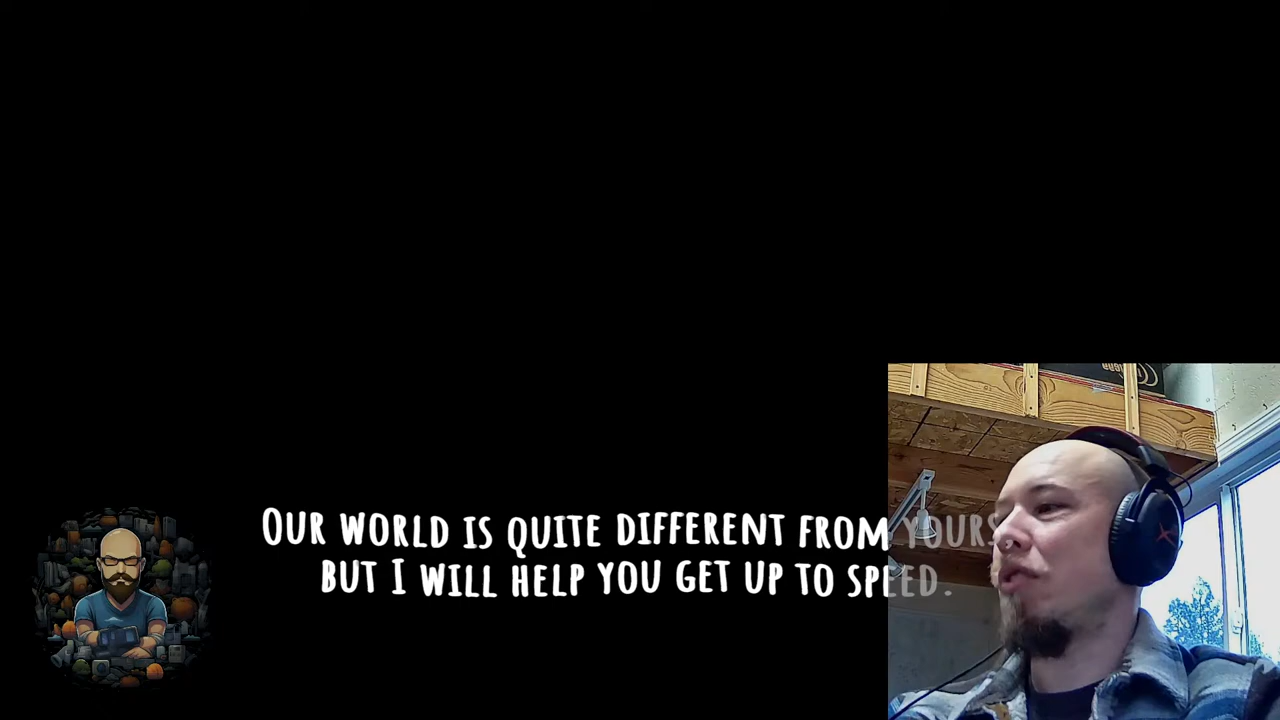 Our world is quite different from yours,
but I will help you get up to speed.